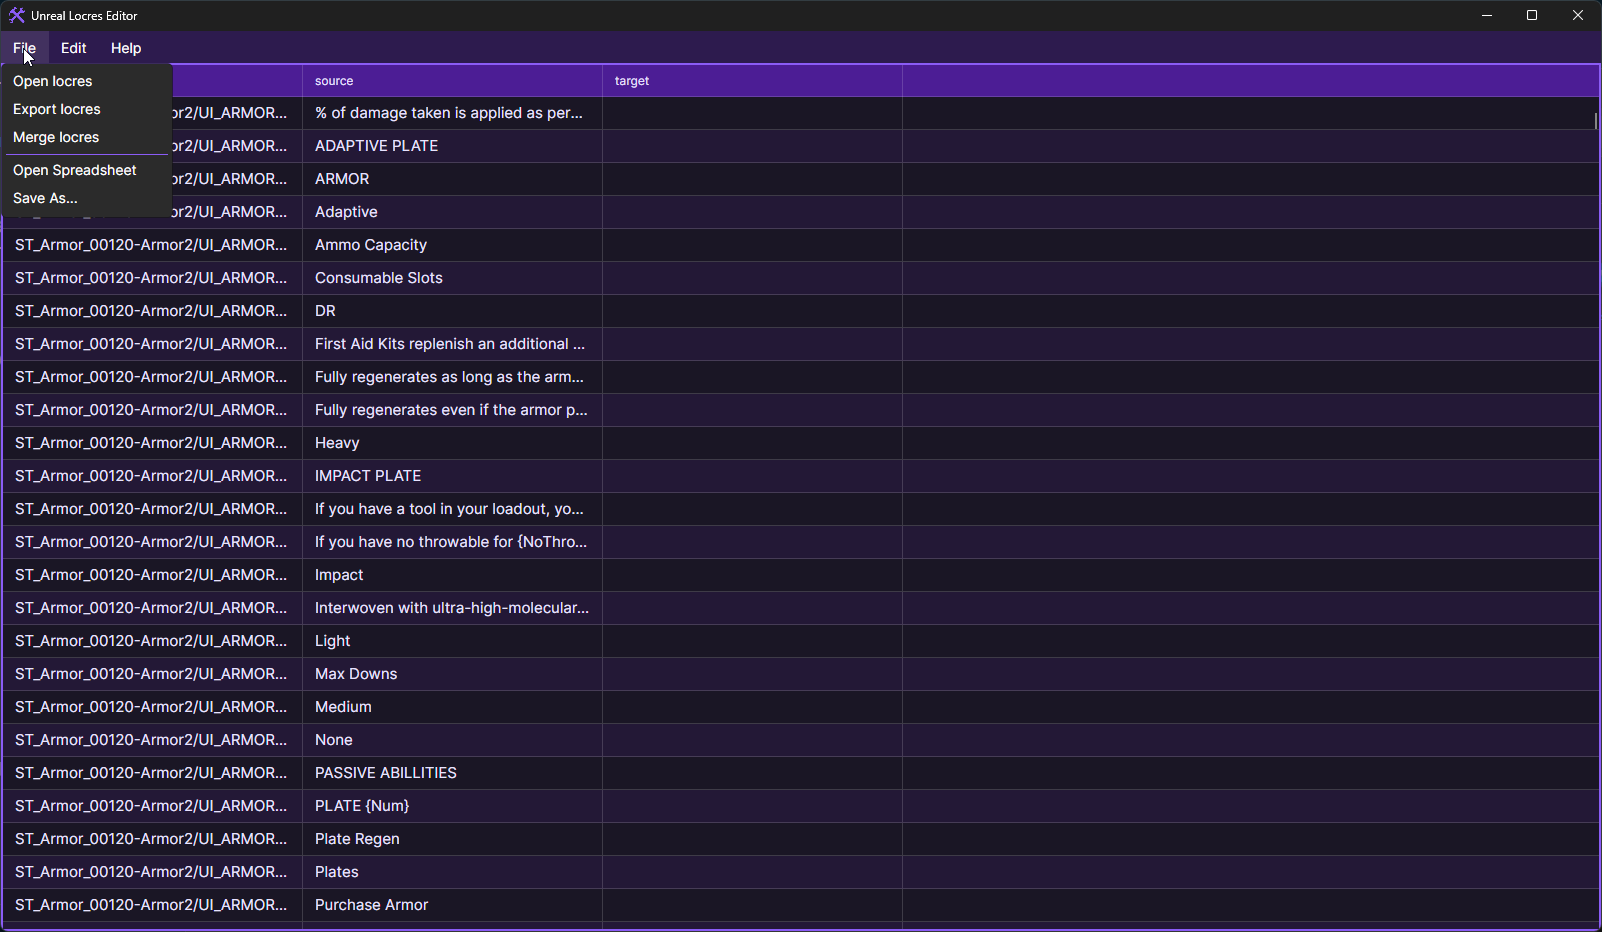 Unreal Locres Editor
File Edit Help
Open locres
Export locres
Merge locres
Open Spreadsheet
Save As...
source target
or2/UI_ARMOR... % of damage taken is applied as per...
or2/UI_ARMOR... ADAPTIVE PLATE
or2/UI_ARMOR... ARMOR
or2/UI_ARMOR... Adaptive
ST_Armor_00120-Armor2/UI_ARMOR... Ammo Capacity
ST_Armor_00120-Armor2/UI_ARMOR... Consumable Slots
ST_Armor_00120-Armor2/UI_ARMOR... DR
ST_Armor_00120-Armor2/UI_ARMOR... First Aid Kits replenish an additional ...
ST_Armor_00120-Armor2/UI_ARMOR... Fully regenerates as long as the arm...
ST_Armor_00120-Armor2/UI_ARMOR... Fully regenerates even if the armor p...
ST_Armor_00120-Armor2/UI_ARMOR... Heavy
ST_Armor_00120-Armor2/UI_ARMOR... IMPACT PLATE
ST_Armor_00120-Armor2/UI_ARMOR... If you have a tool in your loadout, yo...
ST_Armor_00120-Armor2/UI_ARMOR... If you have no throwable for {NoThro...
ST_Armor_00120-Armor2/UI_ARMOR... Impact
ST_Armor_00120-Armor2/UI_ARMOR... Interwoven with ultra-high-molecular...
ST_Armor_00120-Armor2/UI_ARMOR... Light
ST_Armor_00120-Armor2/UI_ARMOR... Max Downs
ST_Armor_00120-Armor2/UI_ARMOR... Medium
ST_Armor_00120-Armor2/UI_ARMOR... None
ST_Armor_00120-Armor2/UI_ARMOR... PASSIVE ABILLITIES
ST_Armor_00120-Armor2/UI_ARMOR... PLATE {Num}
ST_Armor_00120-Armor2/UI_ARMOR... Plate Regen
ST_Armor_00120-Armor2/UI_ARMOR... Plates
ST_Armor_00120-Armor2/UI_ARMOR... Purchase Armor